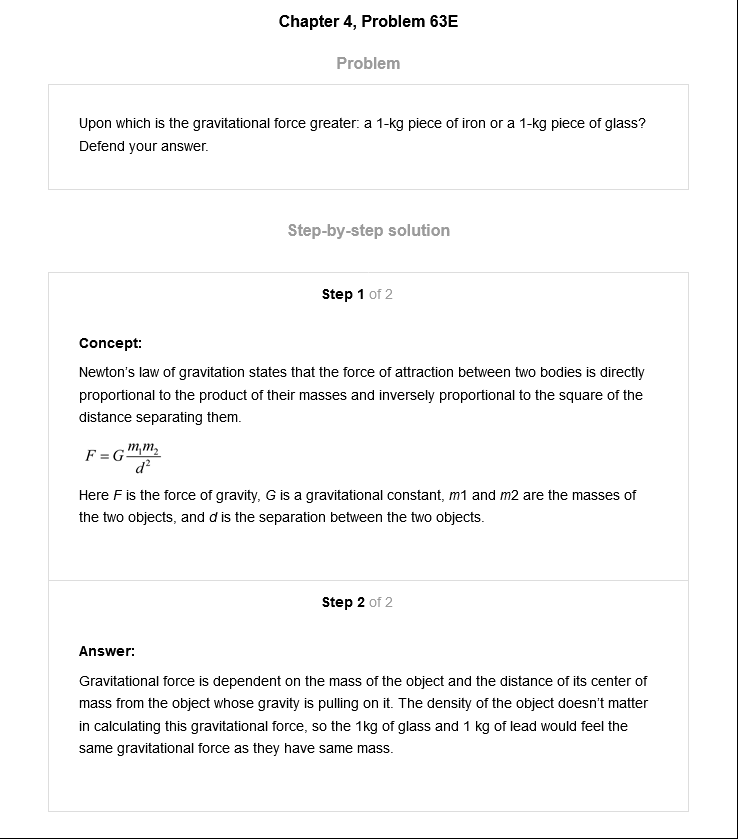 Chapter 4, Problem 63E
Problem
Upon which is the gravitational force greater: a 1-kg piece of iron or a 1-kg piece of glass?
Defend your answer.
Step-by-step solution
Step 1 of 2
Concept:
Newton’s law of gravitation states that the force of attraction between two bodies is directly
proportional to the product of their masses and inversely proportional to the square of the
distance separating them.
F = G m₁m₂ / d²
Here F is the force of gravity, G is a gravitational constant, m1 and m2 are the masses of
the two objects, and d is the separation between the two objects.
Step 2 of 2
Answer:
Gravitational force is dependent on the mass of the object and the distance of its center of
mass from the object whose gravity is pulling on it. The density of the object doesn’t matter
in calculating this gravitational force, so the 1kg of glass and 1 kg of lead would feel the
same gravitational force as they have same mass.